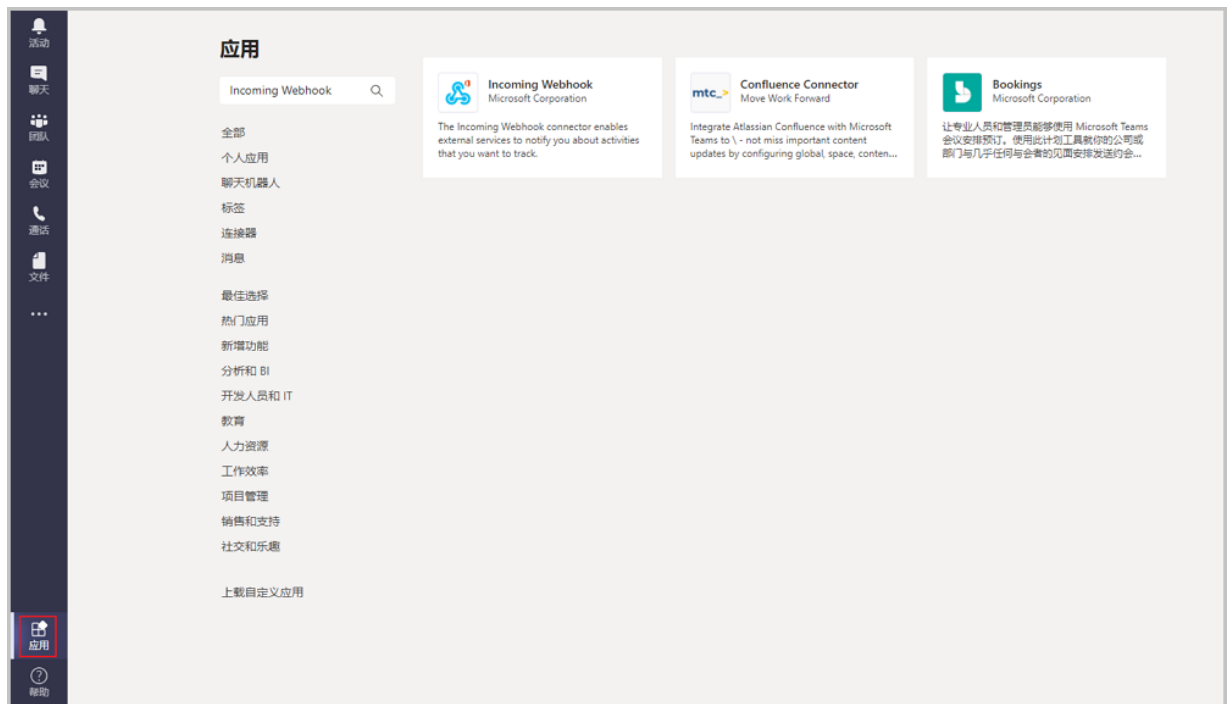 活动
聊天
团队
会议
通话
文件
应用
帮助
应用
Incoming Webhook
全部
个人应用
聊天机器人
标签
连接器
消息
最佳选择
热门应用
新增功能
分析和 BI
开发人员和 IT
教育
人力资源
工作效率
项目管理
销售和支持
社交和乐趣
上载自定义应用
Incoming Webhook
Microsoft Corporation
The Incoming Webhook connector enables
external services to notify you about activities
that you want to track.
mtc_>
Confluence Connector
Move Work Forward
Integrate Atlassian Confluence with Microsoft
Teams to \ - not miss important content
updates by configuring global, space, conten...
Bookings
Microsoft Corporation
让专业人员和管理员能够使用 Microsoft Teams
会议安排预订。使用此计划工具就你的公司或
部门与几乎任何与会者的见面安排发送约会...